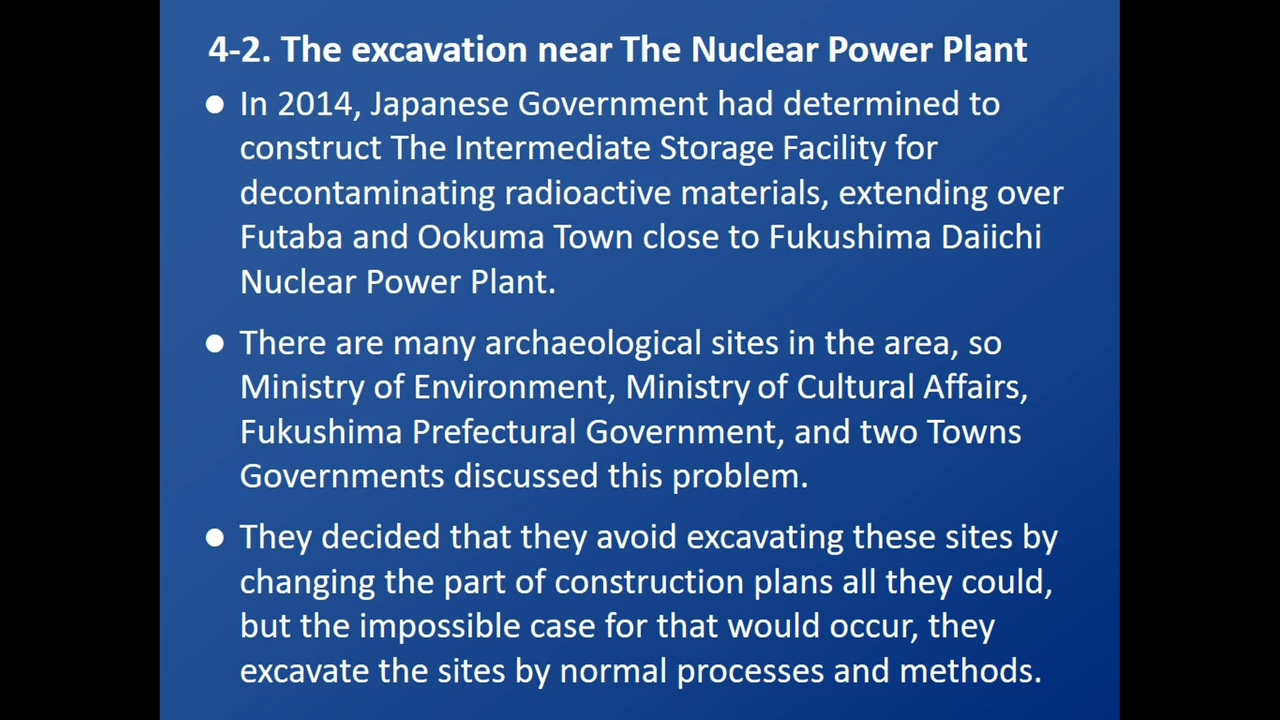 4-2. The excavation near The Nuclear Power Plant
● In 2014, Japanese Government had determined to
construct The Intermediate Storage Facility for
decontaminating radioactive materials, extending over
Futaba and Ookuma Town close to Fukushima Daiichi
Nuclear Power Plant.
● There are many archaeological sites in the area, so
Ministry of Environment, Ministry of Cultural Affairs,
Fukushima Prefectural Government, and two Towns
Governments discussed this problem.
● They decided that they avoid excavating these sites by
changing the part of construction plans all they could,
but the impossible case for that would occur, they
excavate the sites by normal processes and methods.